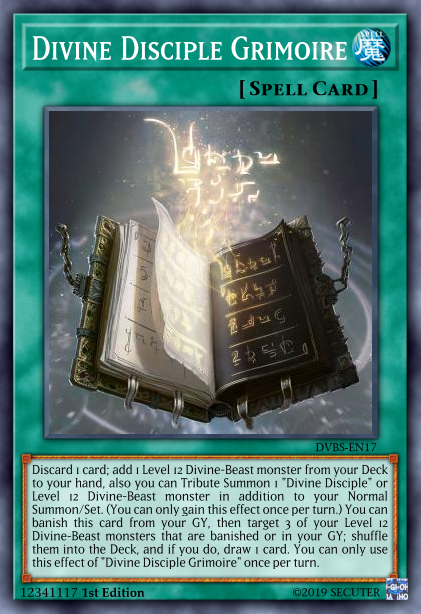 Divine Disciple Grimoire
[Spell Card]
DVBS-EN17
Discard 1 card; add 1 Level 12 Divine-Beast monster from your Deck
to your hand, also you can Tribute Summon 1 "Divine Disciple" or
Level 12 Divine-Beast monster in addition to your Normal
Summon/Set. (You can only gain this effect once per turn.) You can
banish this card from your GY, then target 3 of your Level 12
Divine-Beast monsters that are banished or in your GY; shuffle
them into the Deck, and if you do, draw 1 card. You can only use
this effect of "Divine Disciple Grimoire" once per turn.
12341117 1st Edition
©2019 SECUTER